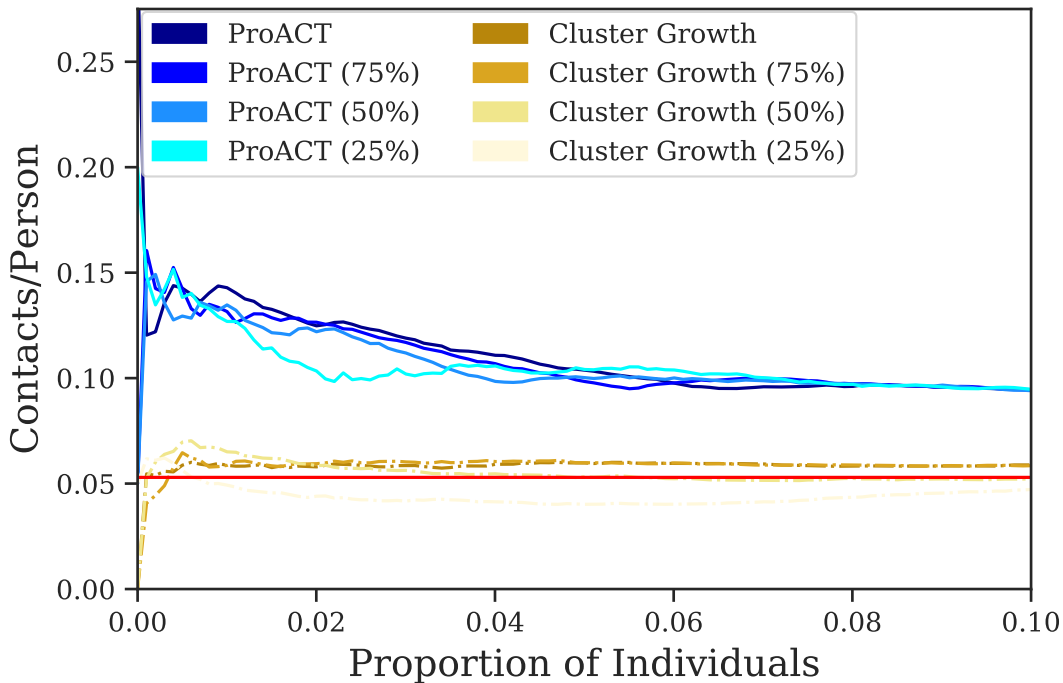 ProACT
ProACT (75%)
ProACT (50%)
ProACT (25%)
Cluster Growth
Cluster Growth (75%)
Cluster Growth (50%)
Cluster Growth (25%)
Contacts/Person
0.25
0.20
0.15
0.10
0.05
0.00
0.00 0.02 0.04 0.06 0.08 0.10
Proportion of Individuals